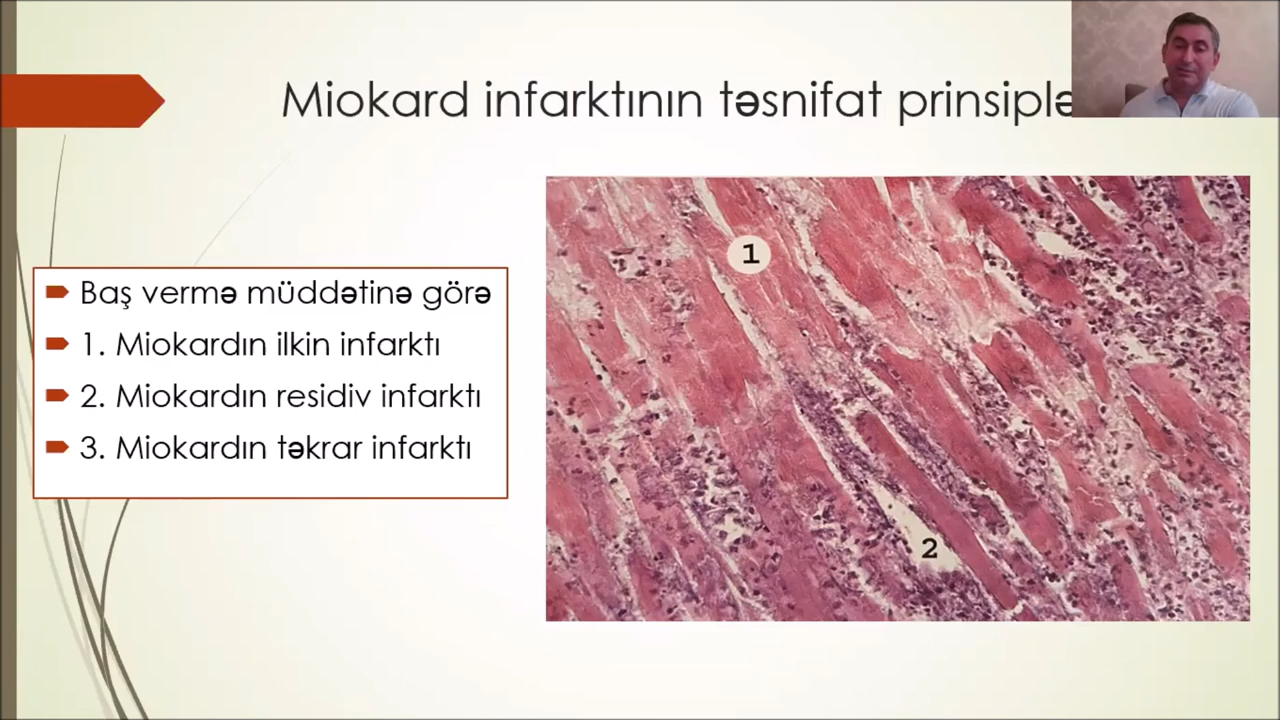 Miokard infarktının təsnifat prinsiplə
Baş vermə müddətinə görə
1. Miokardın ilkin infarktı
2. Miokardın residiv infarktı
3. Miokardın təkrar infarktı
1
2